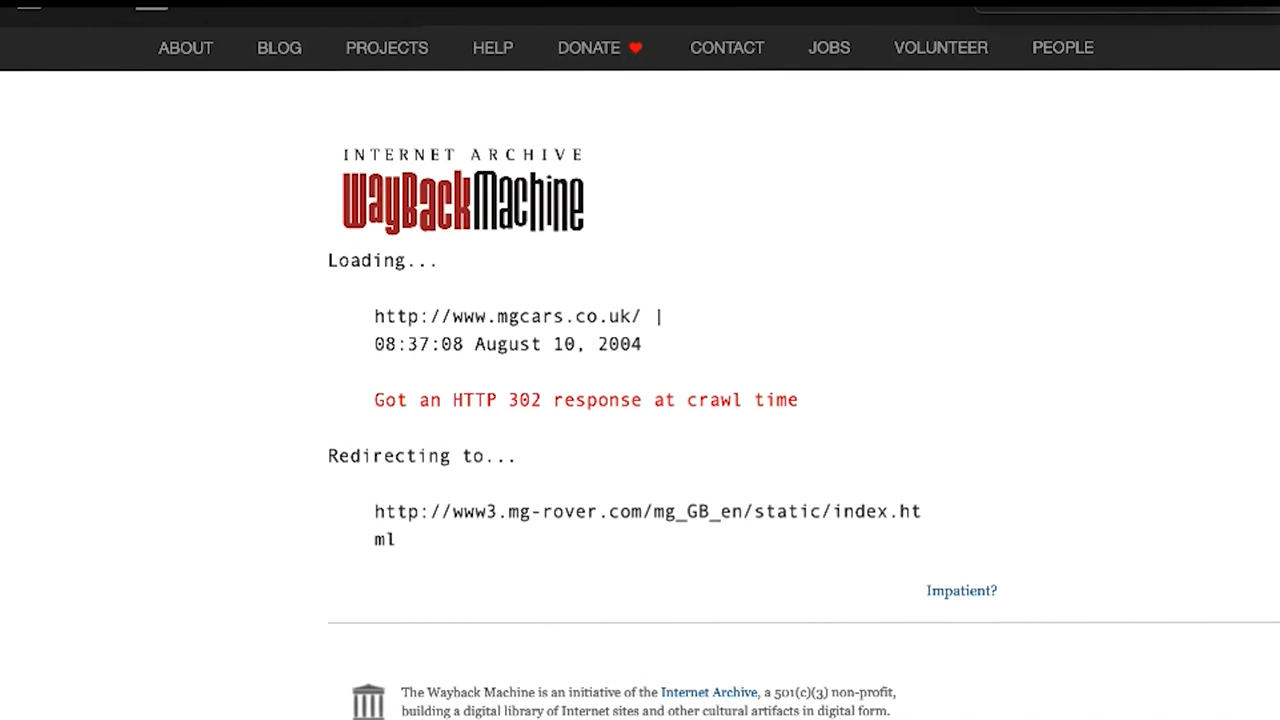 ABOUT BLOG PROJECTS HELP DONATE CONTACT JOBS VOLUNTEER PEOPLE
INTERNET ARCHIVE
WayBackMachine
Loading...
http://www.mgcars.co.uk/ |
08:37:08 August 10, 2004
Got an HTTP 302 response at crawl time
Redirecting to...
http://www3.mg-rover.com/mg_GB_en/static/index.ht
ml
Impatient?
The Wayback Machine is an initiative of the Internet Archive, a 501(c)(3) non-profit,
building a digital library of Internet sites and other cultural artifacts in digital form.